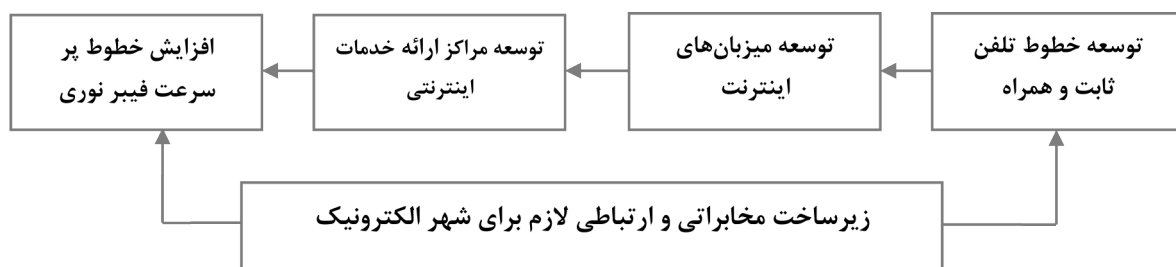 توسعه خطوط تلفن
ثابت و همراه
توسعه میزبان‌های
اینترنت
توسعه مراکز ارائه خدمات
اینترنتی
افزایش خطوط پر
سرعت فیبر نوری
زیرساخت مخابراتی و ارتباطی لازم برای شهر الکترونیک